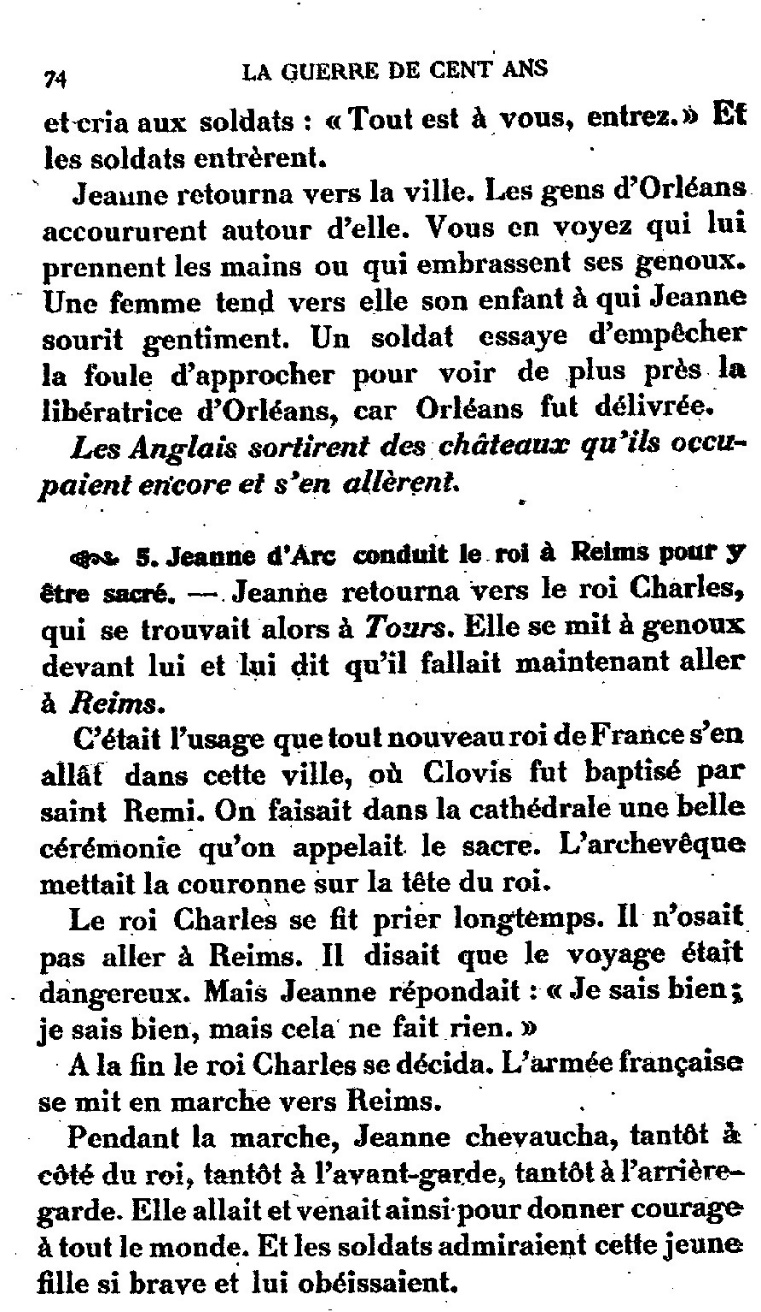 74 LA GUERRE DE CENT ANS
et cria aux soldats : « Tout est à vous, entrez. » Et
les soldats entrèrent.
Jeanne retourna vers la ville. Les gens d'Orléans
accoururent autour d'elle. Vous en voyez qui lui
prennent les mains ou qui embrassent ses genoux.
Une femme tend vers elle son enfant à qui Jeanne
sourit gentiment. Un soldat essaye d'empêcher
la foule d'approcher pour voir de plus près la
libératrice d'Orléans, car Orléans fut délivrée.
Les Anglais sortirent des châteaux qu'ils occu-
paient encore et s'en allèrent.
5. Jeanne d'Arc conduit le roi à Reims pour y
être sacré. — Jeanne retourna vers le roi Charles,
qui se trouvait alors à Tours. Elle se mit à genoux
devant lui et lui dit qu'il fallait maintenant aller
à Reims.
C'était l'usage que tout nouveau roi de France s'en
allât dans cette ville, où Clovis fut baptisé par
saint Remi. On faisait dans la cathédrale une belle
cérémonie qu'on appelait le sacre. L'archevêque
mettait la couronne sur la tête du roi.
Le roi Charles se fit prier longtemps. Il n'osait
pas aller à Reims. Il disait que le voyage était
dangereux. Mais Jeanne répondait : « Je sais bien ;
je sais bien, mais cela ne fait rien. »
A la fin le roi Charles se décida. L'armée française
se mit en marche vers Reims.
Pendant la marche, Jeanne chevaucha, tantôt à
côté du roi, tantôt à l'avant-garde, tantôt à l'arrière-
garde. Elle allait et venait ainsi pour donner courage
à tout le monde. Et les soldats admiraient cette jeune
fille si brave et lui obéissaient.